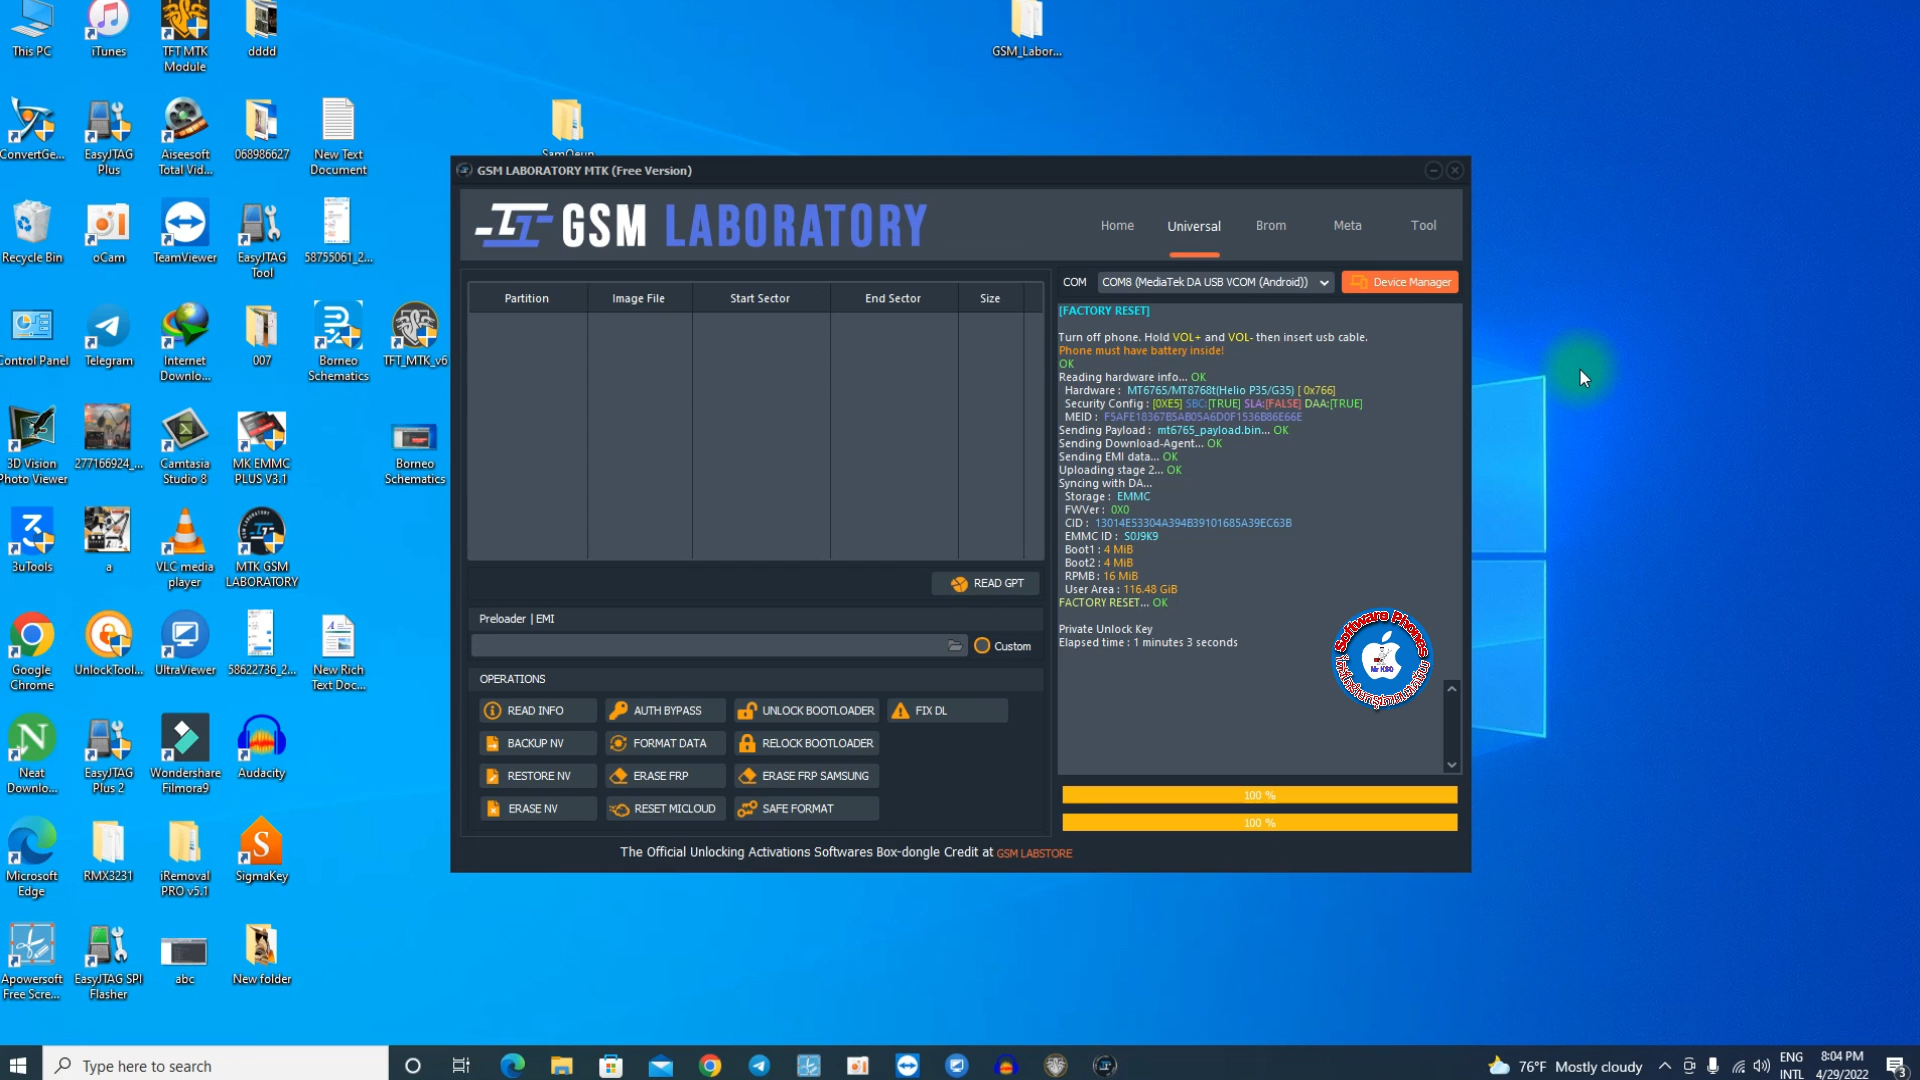 This PC
iTunes
TFT MTK
Module
dddd
GSM_Labor...
ConvertGe...
EasyJTAG
Plus
Aiseesoft
Total Vid...
068986627
New Text
Document
Recycle Bin
oCam
TeamViewer
EasyJTAG
Tool
58755061_2...
Control Panel
Telegram
Internet
Downlo...
007
Borneo
Schematics
TFT_MTK_v6
3D Vision
Photo Viewer
277166924_...
Camtasia
Studio 8
MK EMMC
PLUS V3.1
Borneo
Schematics
3uTools
a
VLC media
player
MTK GSM
LABORATORY
Google
Chrome
UnlockTool...
UltraViewer
58622736_2...
New Rich
Text Doc...
Neat
Downlo...
EasyJTAG
Plus 2
Wondershare
Filmora9
Audacity
Microsoft
Edge
RMX3231
iRemoval
PRO v5.1
SigmaKey
Apowersoft
Free Scre...
EasyJTAG SPI
Flasher
abc
New folder
GSM LABORATORY MTK (Free Version)
GSM LABORATORY
Home
Universal
Brom
Meta
Tool
Partition
Image File
Start Sector
End Sector
Size
READ GPT
Preloader | EMI
Custom
OPERATIONS
READ INFO
AUTH BYPASS
UNLOCK BOOTLOADER
FIX DL
BACKUP NV
FORMAT DATA
RELOCK BOOTLOADER
RESTORE NV
ERASE FRP
ERASE FRP SAMSUNG
ERASE NV
RESET MICLOUD
SAFE FORMAT
COM
COM8 (MediaTek DA USB VCOM (Android))
Device Manager
[FACTORY RESET]
Turn off phone. Hold VOL+ and VOL- then insert usb cable.
Phone must have battery inside!
OK
Reading hardware info... OK
Hardware : MT6765/MT8768t(Helio P35/G35) [ 0x766]
Security Config : [0XE5] SBC:[TRUE] SLA:[FALSE] DAA:[TRUE]
MEID : F5AFE18367B5AB05A6D0F1536B86E66E
Sending Payload : mt6765_payload.bin... OK
Sending Download-Agent... OK
Sending EMI data... OK
Uploading stage 2... OK
Syncing with DA...
Storage : EMMC
FWVer : 0X0
CID : 13014E53304A394B39101685A39EC63B
EMMC ID : S0J9K9
Boot1 : 4 MiB
Boot2 : 4 MiB
RPMB : 16 MiB
User Area : 116.48 GiB
FACTORY RESET... OK
Private Unlock Key
Elapsed time : 1 minutes 3 seconds
Software Phones
100 %
100 %
The Official Unlocking Activations Softwares Box-dongle Credit at GSM LABSTORE
Type here to search
76°F Mostly cloudy
ENG
INTL
8:04 PM
4/29/2022
3